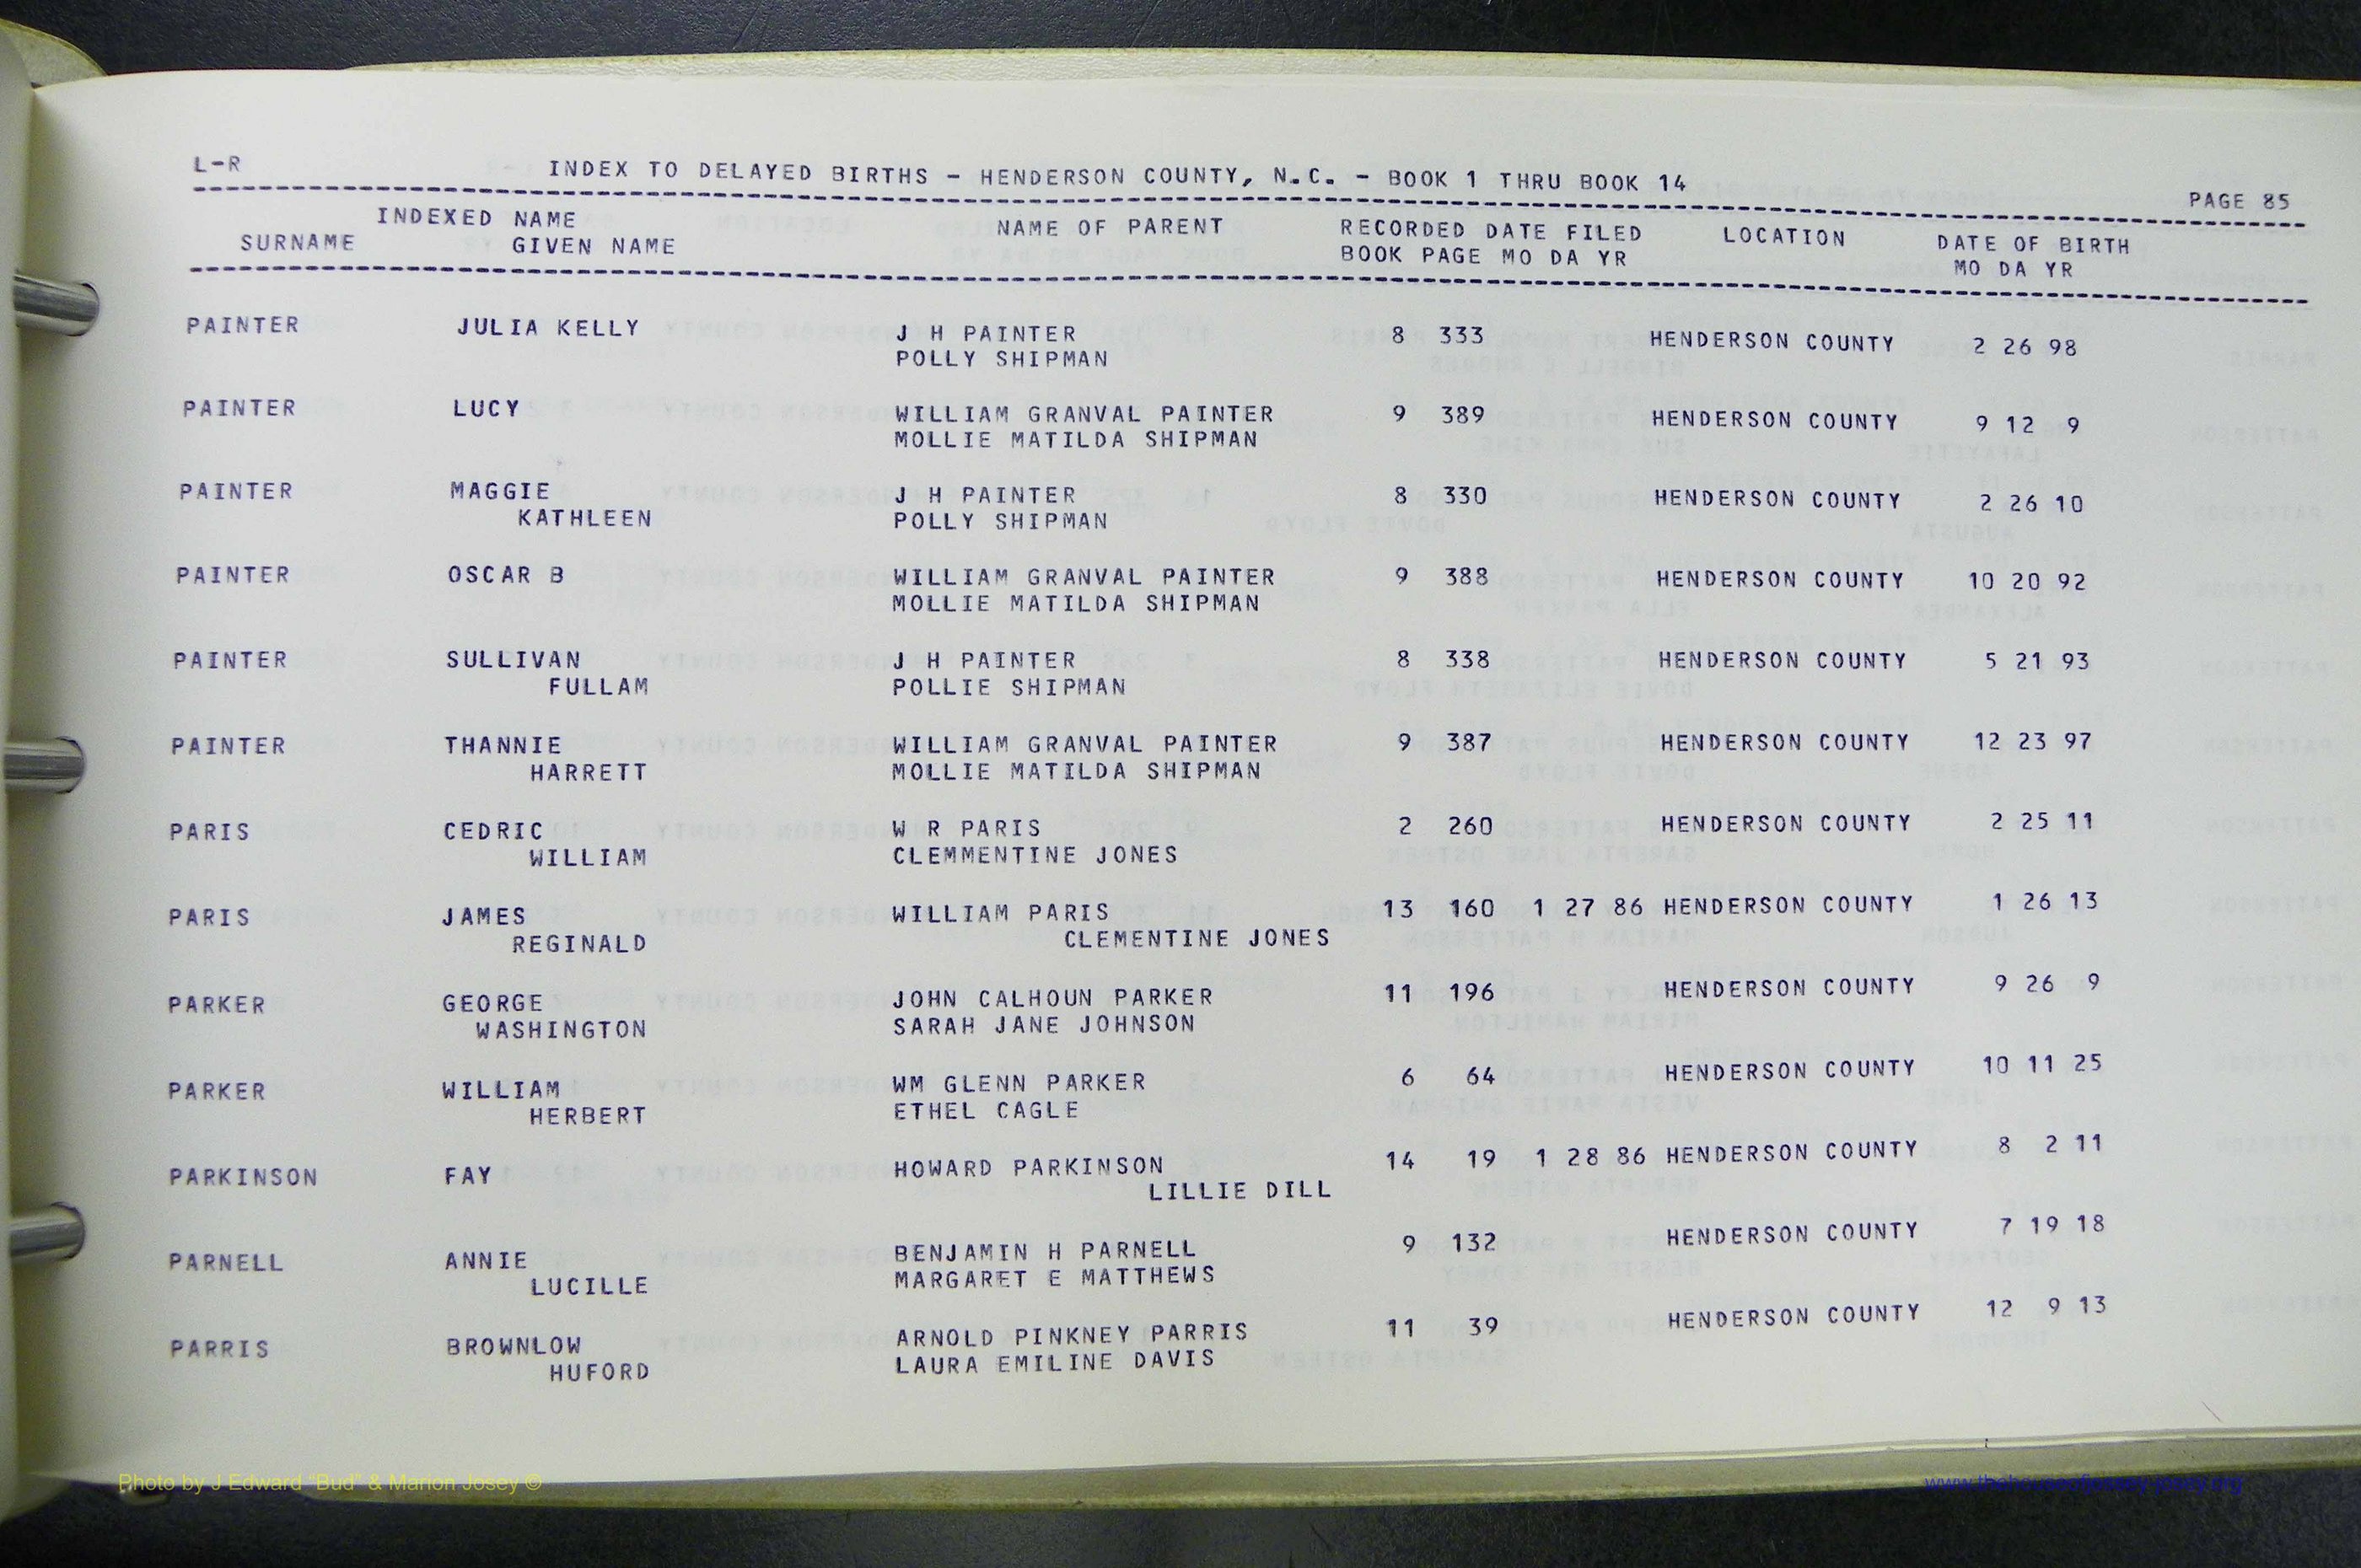 L-R INDEX TO DELAYED BIRTHS - HENDERSON COUNTY, N.C. - BOOK 1 THRU BOOK 14 PAGE 85
INDEXED NAME NAME OF PARENT RECORDED DATE FILED LOCATION DATE OF BIRTH
SURNAME GIVEN NAME BOOK PAGE MO DA YR MO DA YR
PAINTER JULIA KELLY J H PAINTER 8 333 HENDERSON COUNTY 2 26 98
POLLY SHIPMAN
PAINTER LUCY WILLIAM GRANVAL PAINTER 9 389 HENDERSON COUNTY 9 12 9
MOLLIE MATILDA SHIPMAN
PAINTER MAGGIE J H PAINTER 8 330 HENDERSON COUNTY 2 26 10
KATHLEEN POLLY SHIPMAN
PAINTER OSCAR B WILLIAM GRANVAL PAINTER 9 388 HENDERSON COUNTY 10 20 92
MOLLIE MATILDA SHIPMAN
PAINTER SULLIVAN J H PAINTER 8 338 HENDERSON COUNTY 5 21 93
FULLAM POLLIE SHIPMAN
PAINTER THANNIE WILLIAM GRANVAL PAINTER 9 387 HENDERSON COUNTY 12 23 97
HARRETT MOLLIE MATILDA SHIPMAN
PARIS CEDRIC W R PARIS 2 260 HENDERSON COUNTY 2 25 11
WILLIAM CLEMMENTINE JONES
PARIS JAMES WILLIAM PARIS 13 160 1 27 86 HENDERSON COUNTY 1 26 13
REGINALD CLEMENTINE JONES
PARKER GEORGE JOHN CALHOUN PARKER 11 196 HENDERSON COUNTY 9 26 9
WASHINGTON SARAH JANE JOHNSON
PARKER WILLIAM WM GLENN PARKER 6 64 HENDERSON COUNTY 10 11 25
HERBERT ETHEL CAGLE
PARKINSON FAY HOWARD PARKINSON 14 19 1 28 86 HENDERSON COUNTY 8 2 11
LILLIE DILL
PARNELL ANNIE BENJAMIN H PARNELL 9 132 HENDERSON COUNTY 7 19 18
LUCILLE MARGARET E MATTHEWS
PARRIS BROWNLOW ARNOLD PINKNEY PARRIS 11 39 HENDERSON COUNTY 12 9 13
HUFORD LAURA EMILINE DAVIS
Photo by J Edward "Bud" & Marion Josey © www.thehouseofjossey-josey.org